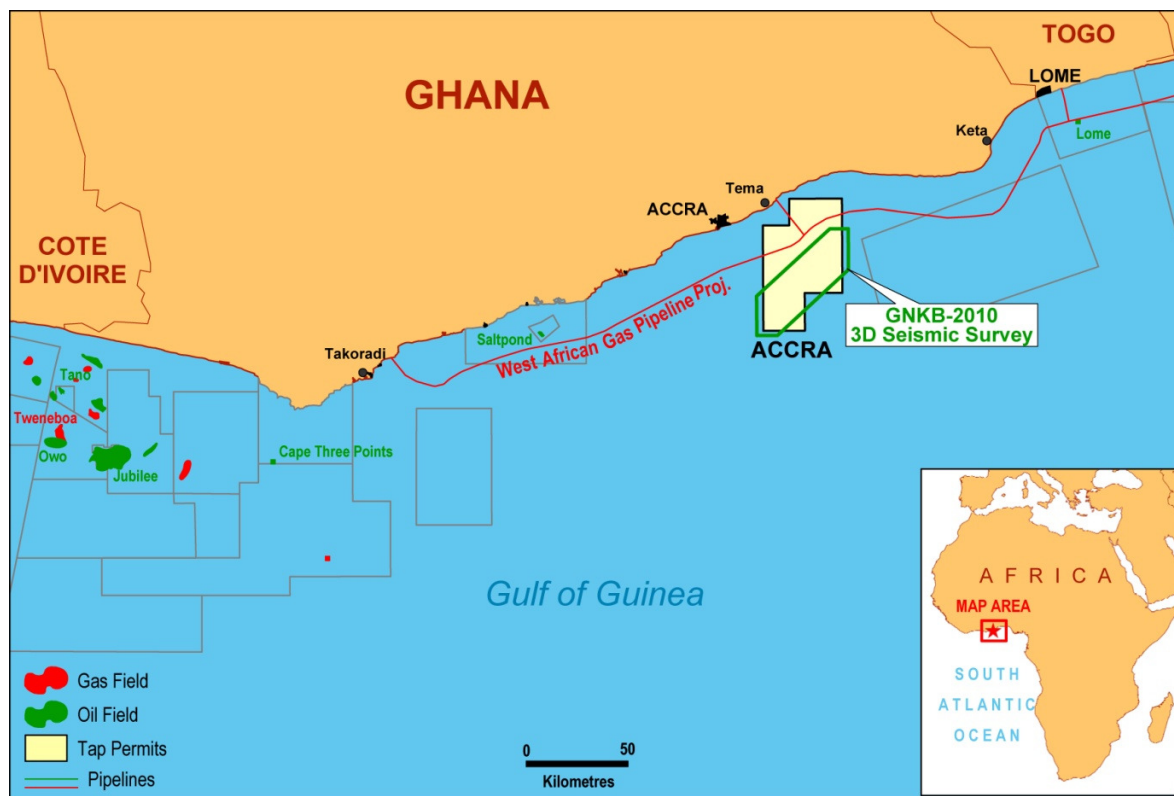 TOGO
LOME
GHANA
Keta
Lome
Tema
ACCRA
COTE
D'IVOIRE
West African Gas Pipeline Proj.
GNKB-2010
3D Seismic Survey
Saltpond
ACCRA
Takoradi
Tano
Tweneboa
Owo
Jubilee
Cape Three Points
Gulf of Guinea
AFRICA
MAP AREA
SOUTH
ATLANTIC
OCEAN
Gas Field
Oil Field
Tap Permits
Pipelines
0 50
Kilometres